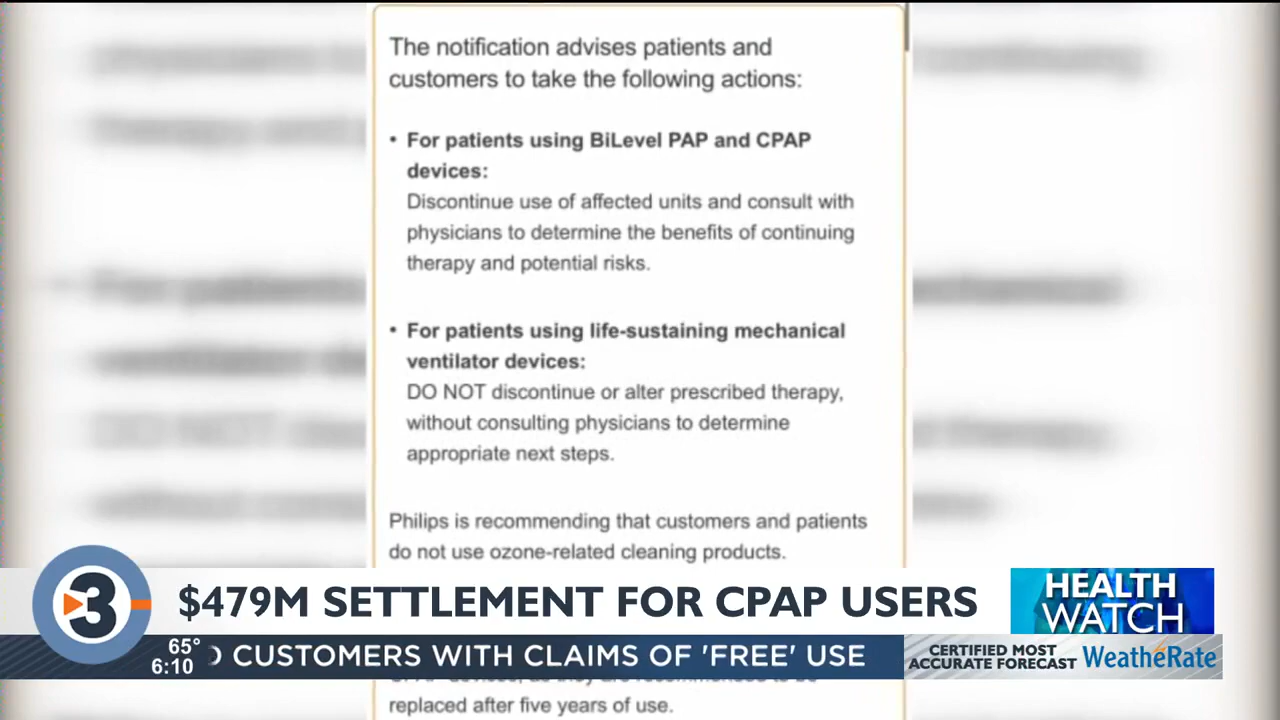 The notification advises patients and
customers to take the following actions:
• For patients using BiLevel PAP and CPAP
devices:
Discontinue use of affected units and consult with
physicians to determine the benefits of continuing
therapy and potential risks.
• For patients using life-sustaining mechanical
ventilator devices:
DO NOT discontinue or alter prescribed therapy,
without consulting physicians to determine
appropriate next steps.
Philips is recommending that customers and patients
do not use ozone-related cleaning products.
3
$479M SETTLEMENT FOR CPAP USERS
HEALTH
WATCH
65°
6:10
CUSTOMERS WITH CLAIMS OF 'FREE' USE
CERTIFIED MOST
ACCURATE FORECAST
WeatheRate
replaced after five years of use.